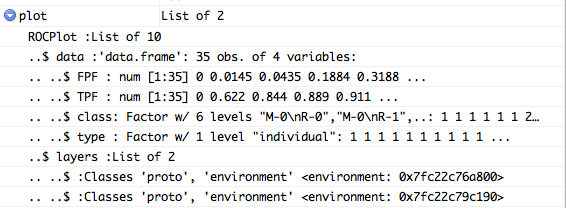 plot List of 2
ROCPlot :List of 10
..$ data :'data.frame': 35 obs. of 4 variables:
.. ..$ FPF : num [1:35] 0 0.0145 0.0435 0.1884 0.3188 ...
.. ..$ TPF : num [1:35] 0 0.622 0.844 0.889 0.911 ...
.. ..$ class: Factor w/ 6 levels "M-0\nR-0","M-0\nR-1",..: 1 1 1 1 1 1 2…
.. ..$ type : Factor w/ 1 level "individual": 1 1 1 1 1 1 1 1 1 1 ...
..$ layers :List of 2
.. ..$ :Classes 'proto', 'environment' <environment: 0x7fc22c76a800>
.. ..$ :Classes 'proto', 'environment' <environment: 0x7fc22c79c190>